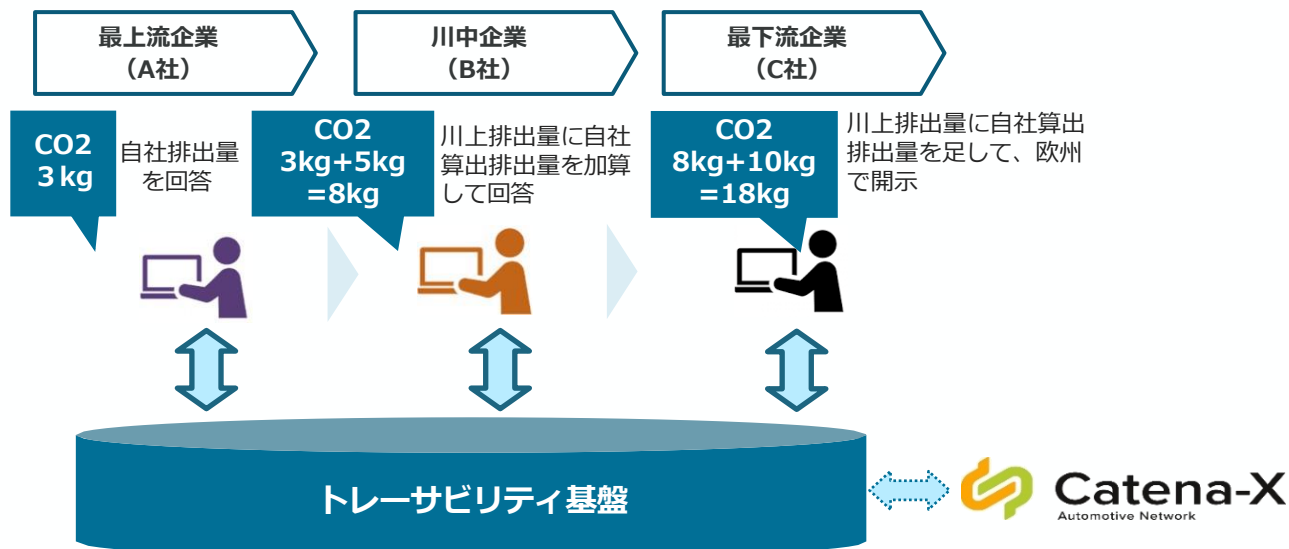 最上流企業
（A社）
川中企業
（B社）
最下流企業
（C社）
CO2
３kg
自社排出量
を回答
CO2
3kg+5kg
=8kg
川上排出量に自社
算出排出量を加算
して回答
CO2
8kg+10kg
=18kg
川上排出量に自社算出
排出量を足して、欧州
で開示
トレーサビリティ基盤
Catena-X
Automotive Network